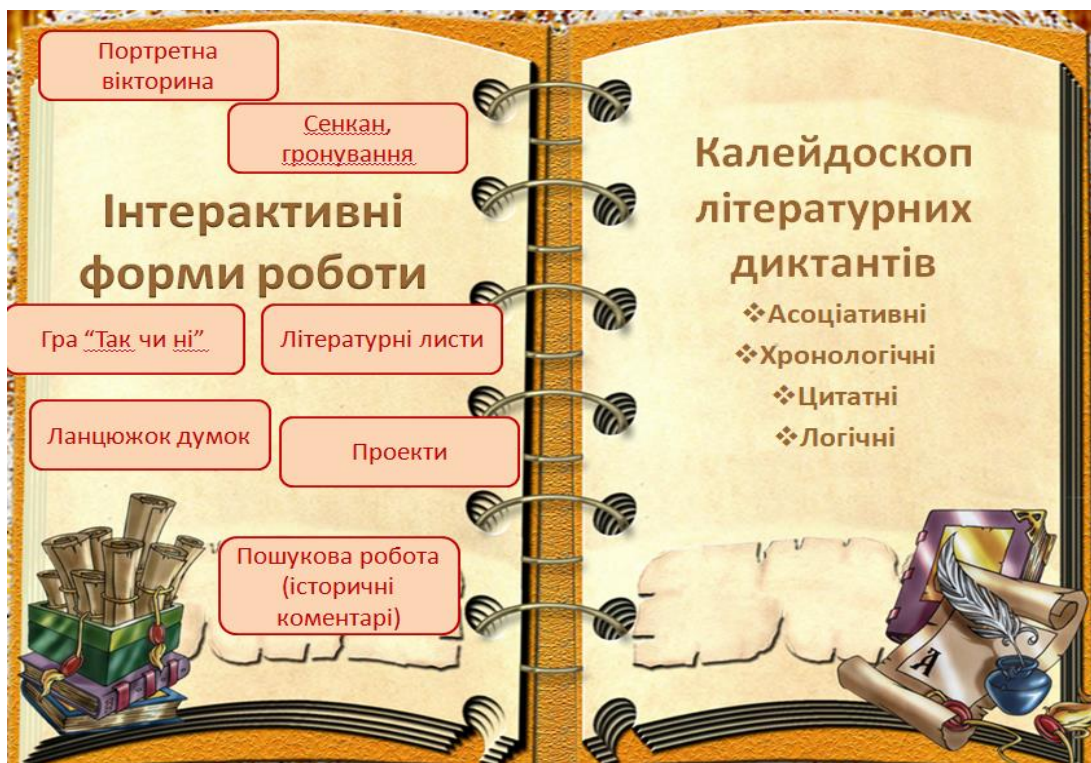 Портретна
вікторина
Сенкан,
гронування
Інтерактивні
форми роботи
Гра “Так чи ні”
Літературні листи
Ланцюжок думок
Проекти
Пошукова робота
(історичні
коментарі)
Калейдоскоп
літературних
диктантів
❖Асоціативні
❖Хронологічні
❖Цитатні
❖Логічні
А